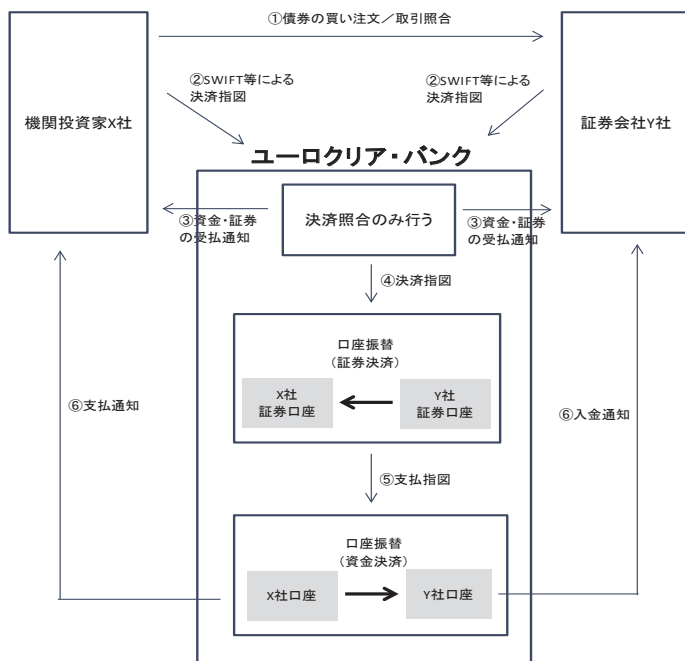 ①債券の買い注文／取引照合
②SWIFT等による
決済指図
②SWIFT等による
決済指図
機関投資家X社
証券会社Y社
ユーロクリア・バンク
決済照合のみ行う
③資金・証券
の受払通知
③資金・証券
の受払通知
④決済指図
口座振替
（証券決済）
X社
証券口座
Y社
証券口座
⑥支払通知
⑥入金通知
⑤支払指図
口座振替
（資金決済）
X社口座
Y社口座